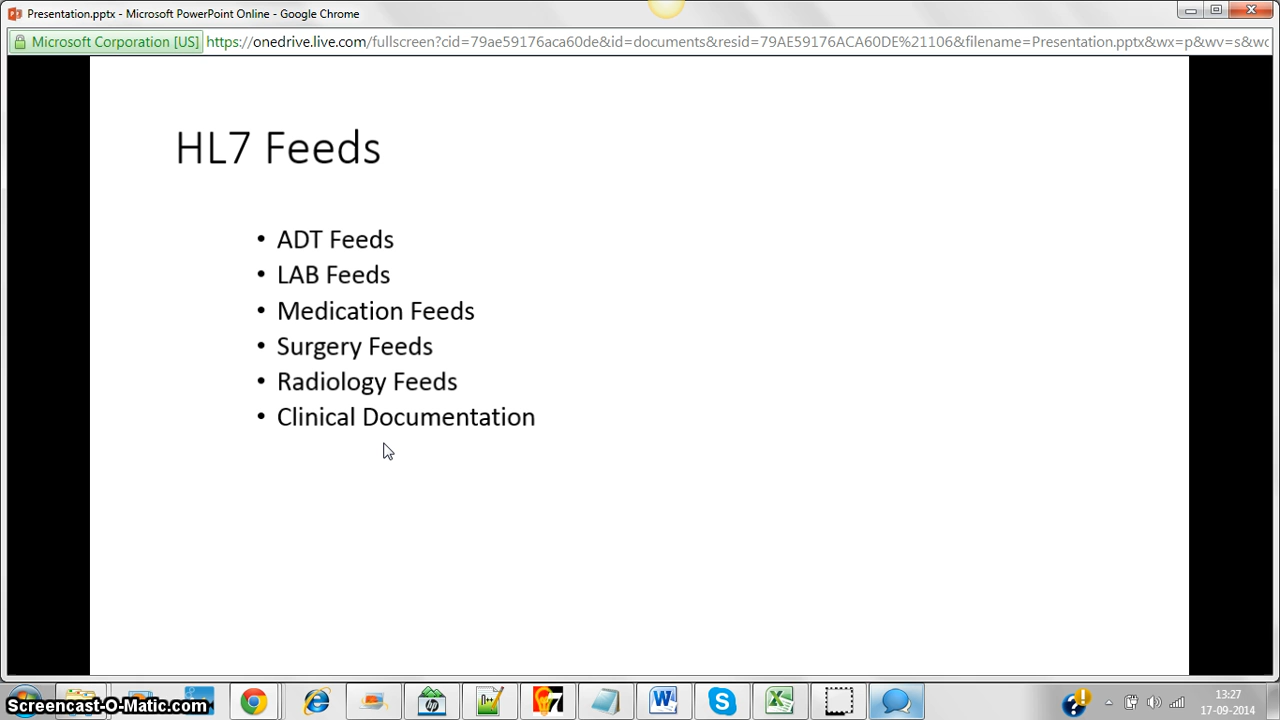 Presentation.pptx - Microsoft PowerPoint Online - Google Chrome
Microsoft Corporation [US] https://onedrive.live.com/fullscreen?cid=79ae59176aca60de&id=documents&resid=79AE59176ACA60DE%21106&filename=Presentation.pptx&wx=p&wv=s&wc
HL7 Feeds
• ADT Feeds
• LAB Feeds
• Medication Feeds
• Surgery Feeds
• Radiology Feeds
• Clinical Documentation
Screencast-O-Matic.com
13:27
17-09-2014